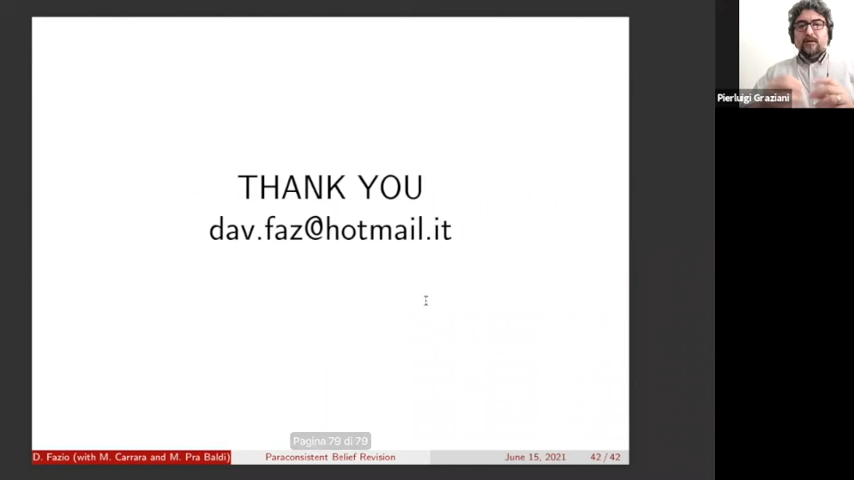 Pierluigi Graziani
THANK YOU
dav.faz@hotmail.it
Pagina 79 di 79
D. Fazio (with M. Carrara and M. Pra Baldi)
Paraconsistent Belief Revision
June 15, 2021
42 / 42